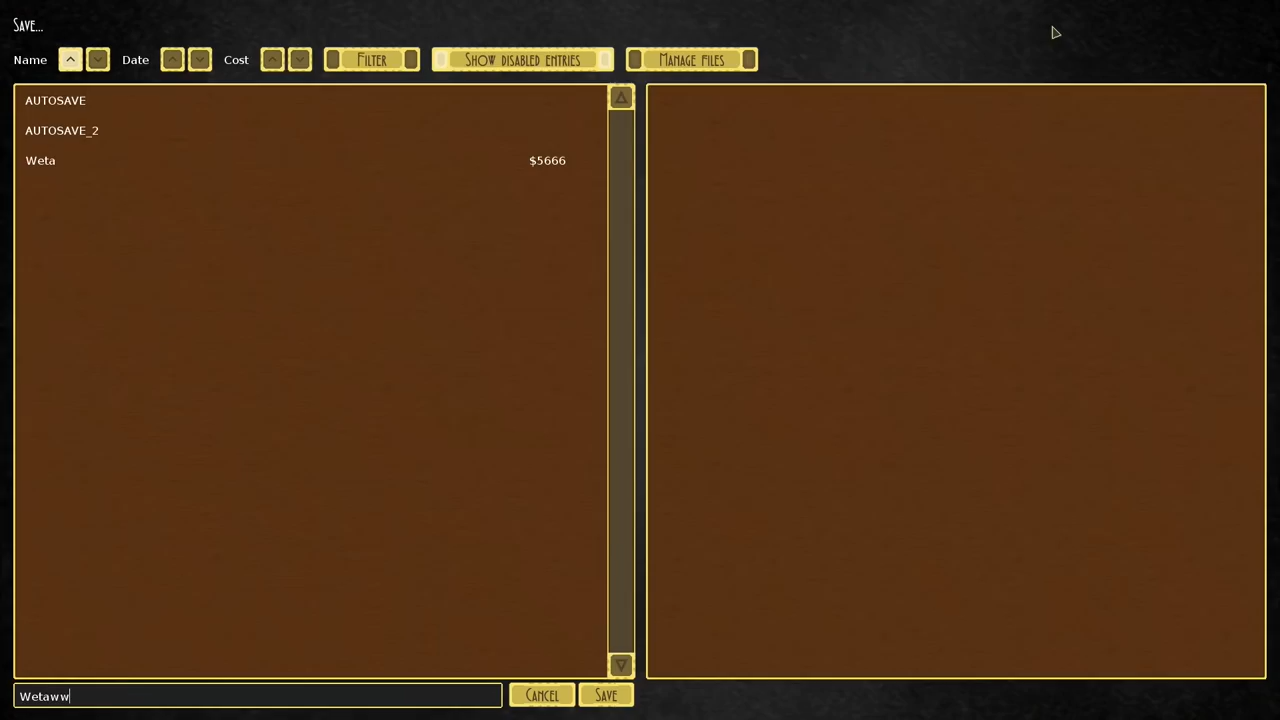 Save...
Name Date Cost Filter Show disabled entries Manage files
AUTOSAVE
AUTOSAVE_2
Weta $5666
Wetaww Cancel Save